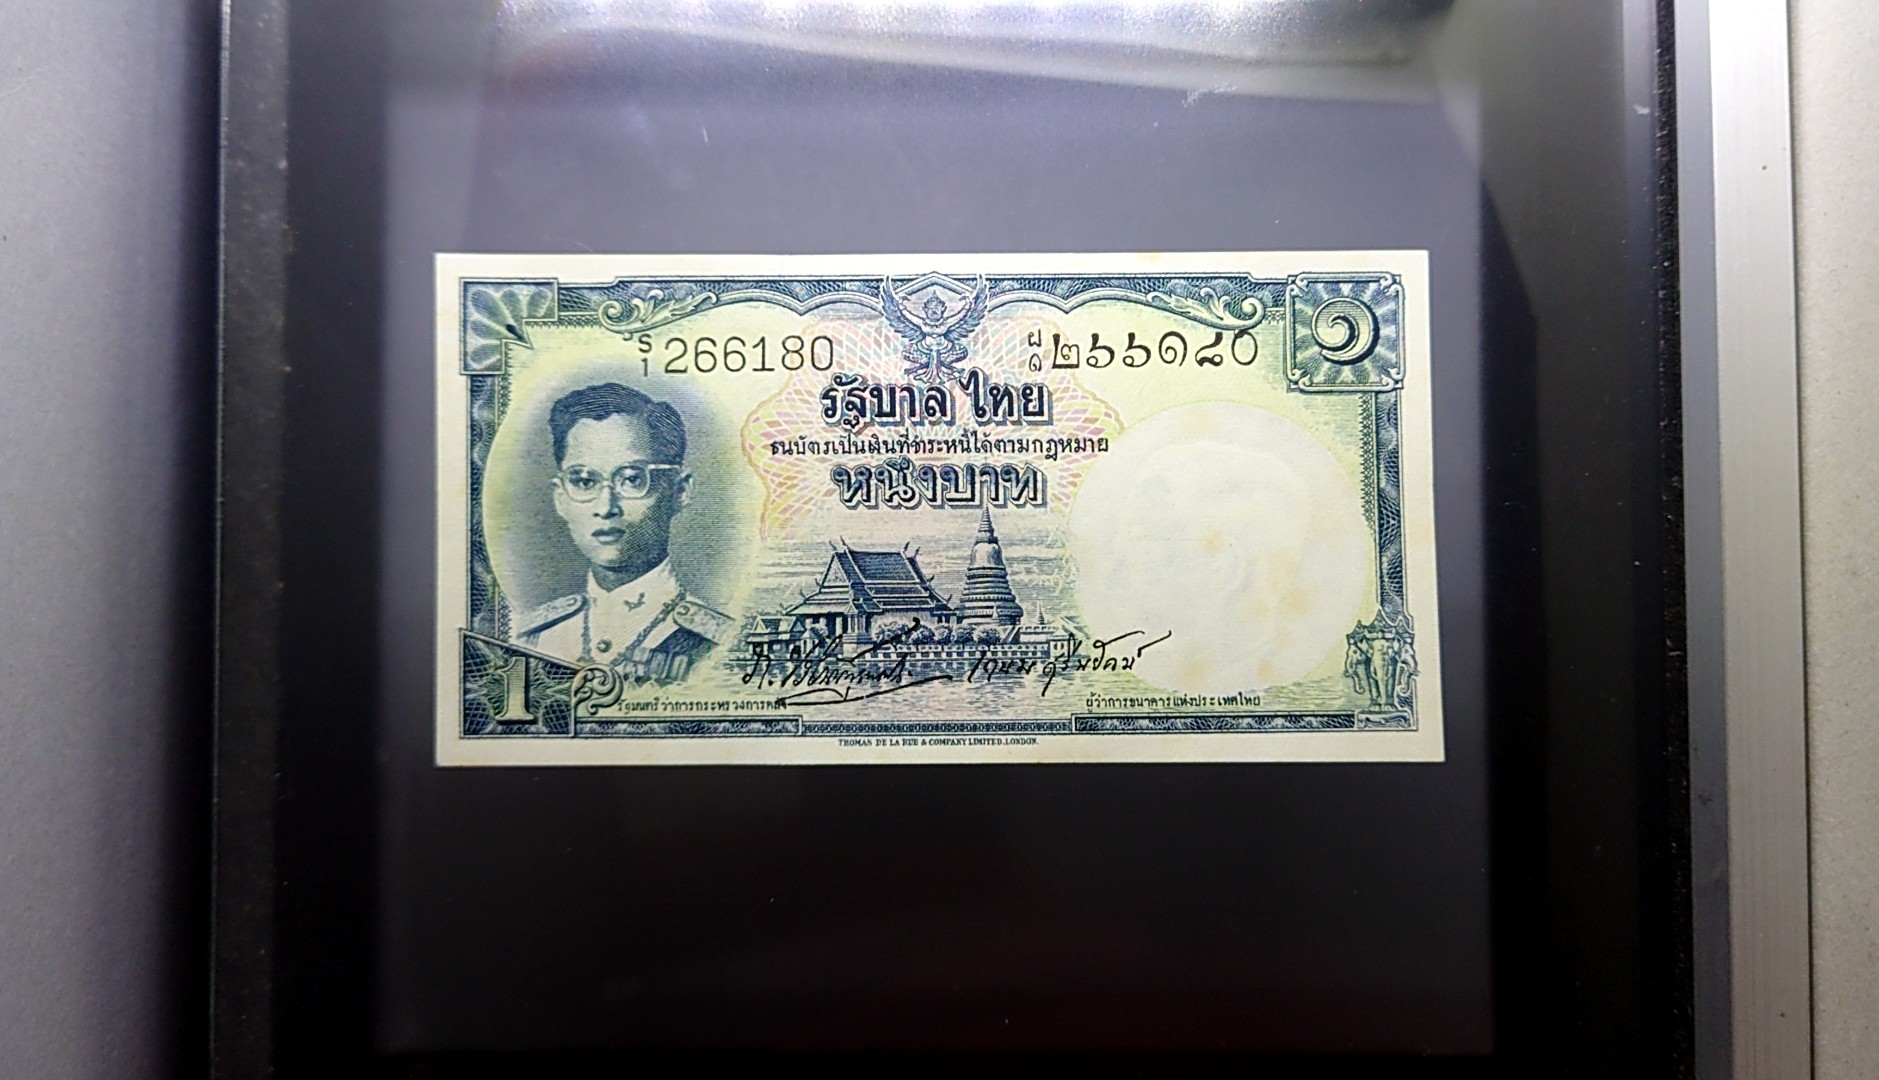 ๑
S/1 266180
ผ/๑ ๒๖๖๑๘๐
รัฐบาลไทย
ธนบัตรเป็นเงินที่ชำระหนี้ได้ตามกฎหมาย
หนึ่งบาท
1
รัฐมนตรีว่าการกระทรวงการคลัง
ผู้ว่าการธนาคารแห่งประเทศไทย
THOMAS DE LA RUE & COMPANY LIMITED, LONDON.